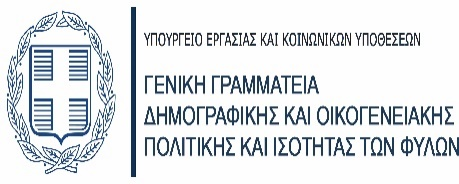 ΥΠΟΥΡΓΕΙΟ ΕΡΓΑΣΙΑΣ ΚΑΙ ΚΟΙΝΩΝΙΚΩΝ ΥΠΟΘΕΣΕΩΝ
ΓΕΝΙΚΗ ΓΡΑΜΜΑΤΕΙΑ
ΔΗΜΟΓΡΑΦΙΚΗΣ ΚΑΙ ΟΙΚΟΓΕΝΕΙΑΚΗΣ
ΠΟΛΙΤΙΚΗΣ ΚΑΙ ΙΣΟΤΗΤΑΣ ΤΩΝ ΦΥΛΩΝ